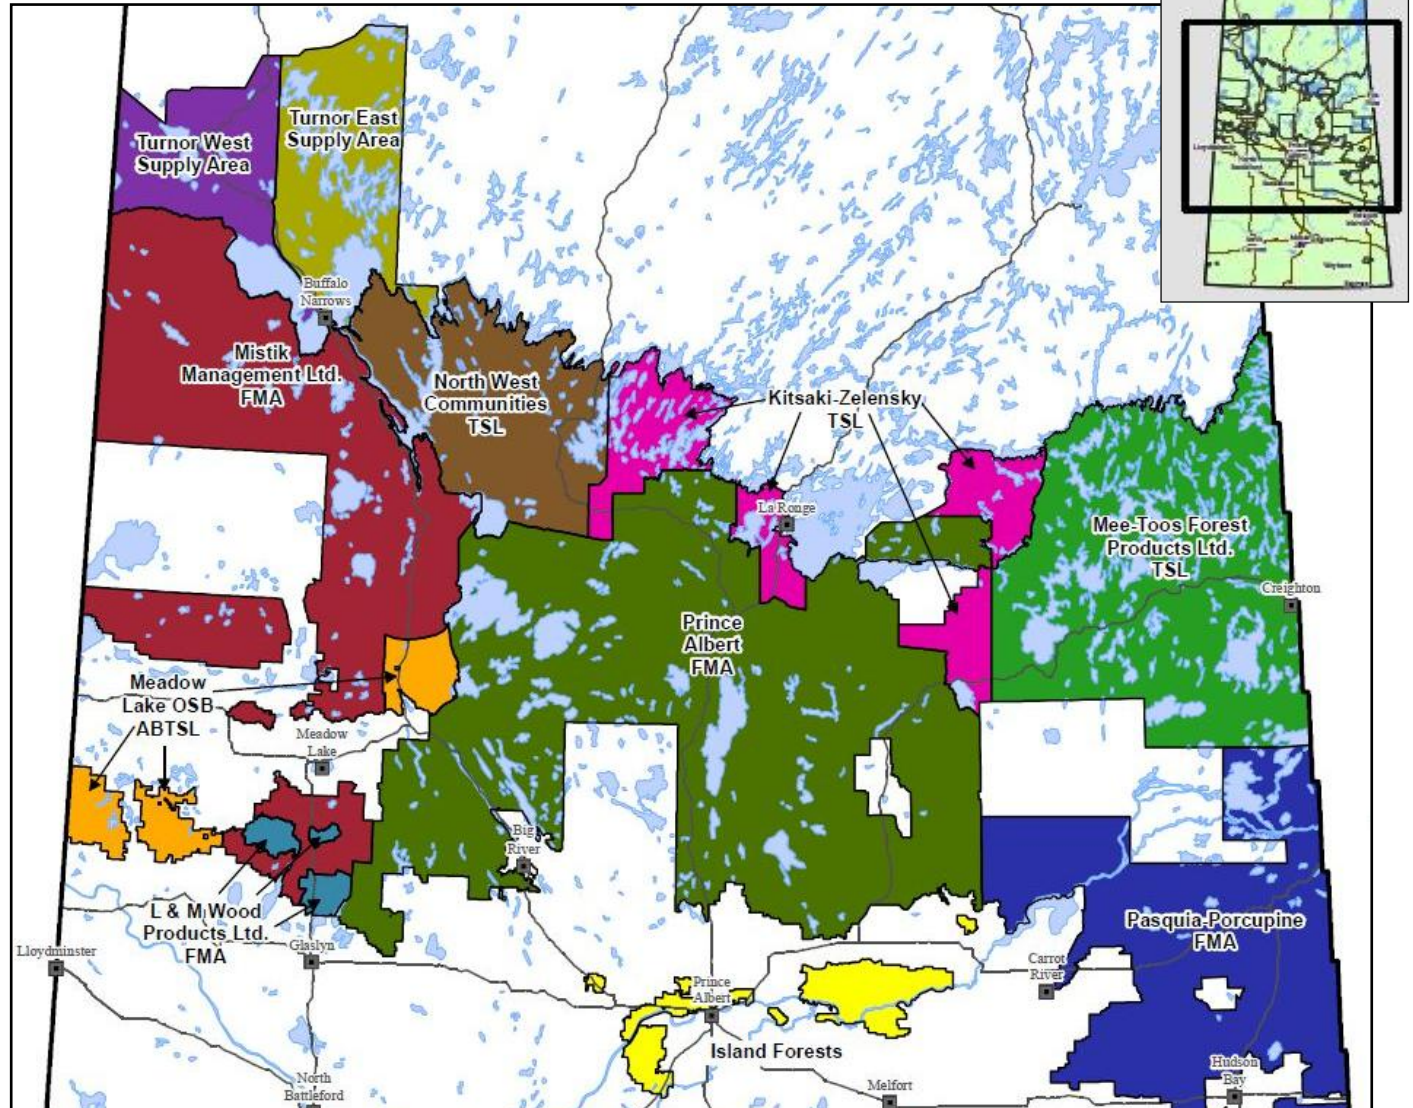 Turnor East
Supply Area
Turnor West
Supply Area
Buffalo
Narrows
Mistik
Management Ltd.
FMA
North West
Communities
TSL
Kitsaki-Zelensky
TSL
La Ronge
Mee-Toos Forest
Products Ltd.
TSL
Creighton
Prince
Albert
FMA
Meadow
Lake OSB
ABTSL
Meadow
Lake
Big
River
L & M Wood
Products Ltd.
FMA
Pasquia-Porcupine
FMA
Lloydminster
Glaslyn
Carrot
River
Prince
Albert
Island Forests
Hudson
Bay
North
Battleford
Melfort